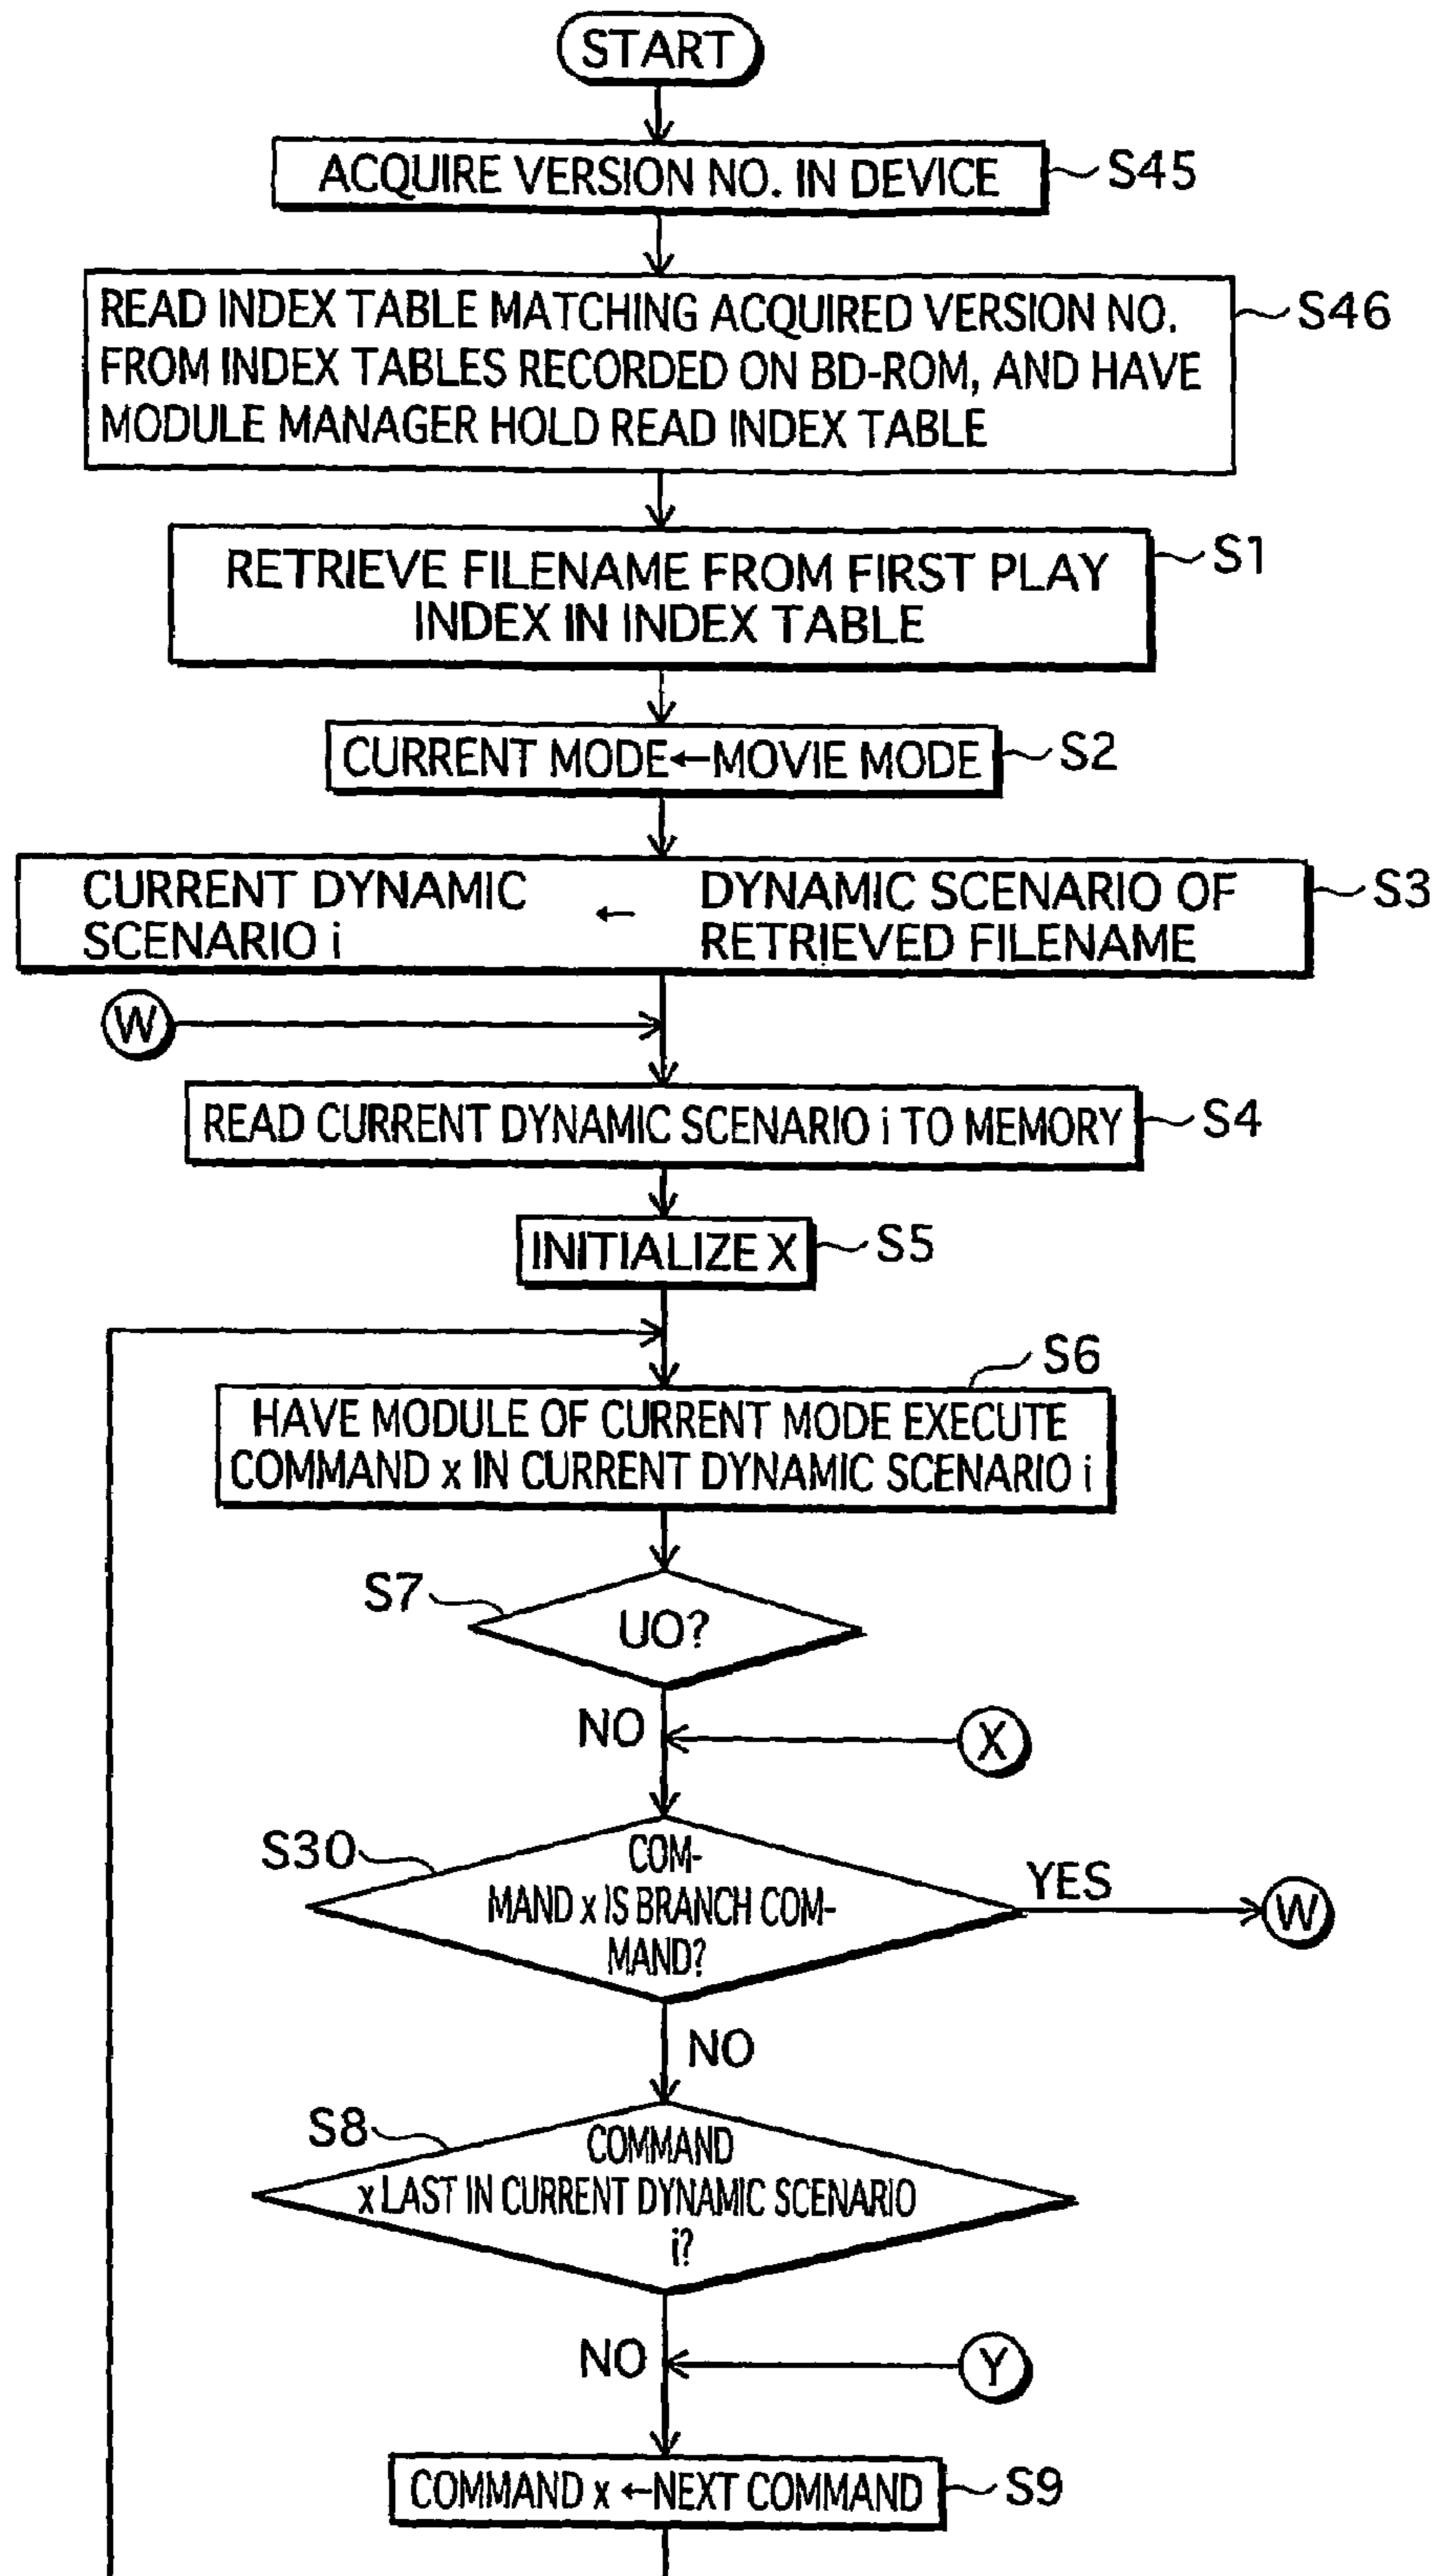 START
ACQUIRE VERSION NO. IN DEVICE
S45
READ INDEX TABLE MATCHING ACQUIRED VERSION NO.
FROM INDEX TABLES RECORDED ON BD-ROM, AND HAVE
MODULE MANAGER HOLD READ INDEX TABLE
S46
RETRIEVE FILENAME FROM FIRST PLAY
INDEX IN INDEX TABLE
S1
CURRENT MODE←MOVIE MODE
S2
CURRENT DYNAMIC
SCENARIO i
←
DYNAMIC SCENARIO OF
RETRIEVED FILENAME
S3
W
READ CURRENT DYNAMIC SCENARIO i TO MEMORY
S4
INITIALIZE X
S5
S6
HAVE MODULE OF CURRENT MODE EXECUTE
COMMAND x IN CURRENT DYNAMIC SCENARIO i
S7
UO?
NO
X
S30
COM-
MAND x IS BRANCH COM-
MAND?
YES
W
NO
S8
COMMAND
x LAST IN CURRENT DYNAMIC SCENARIO
i?
NO
Y
COMMAND x ←NEXT COMMAND
S9